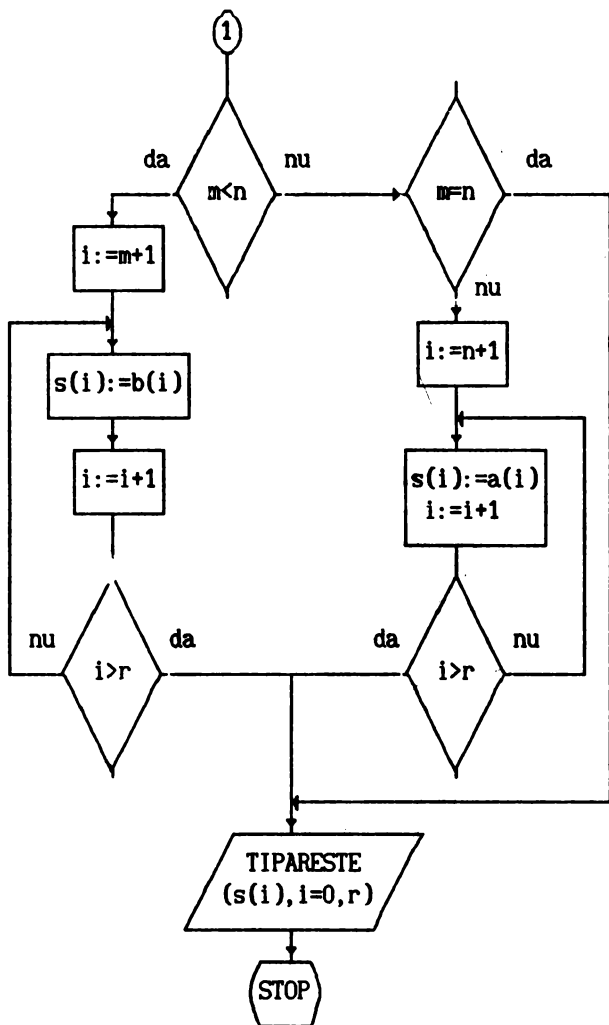 1
da
m<n
nu
m=n
da
i:=m+1
nu
i:=n+1
s(i):=b(i)
i:=i+1
s(i):=a(i)
i:=i+1
nu
i>r
da
da
i>r
nu
TIPARESTE
(s(i),i=0,r)
STOP